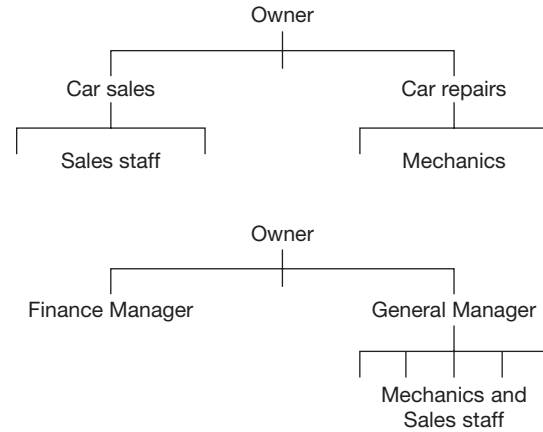 Owner
Car sales
Car repairs
Sales staff
Mechanics
Owner
Finance Manager
General Manager
Mechanics and
Sales staff